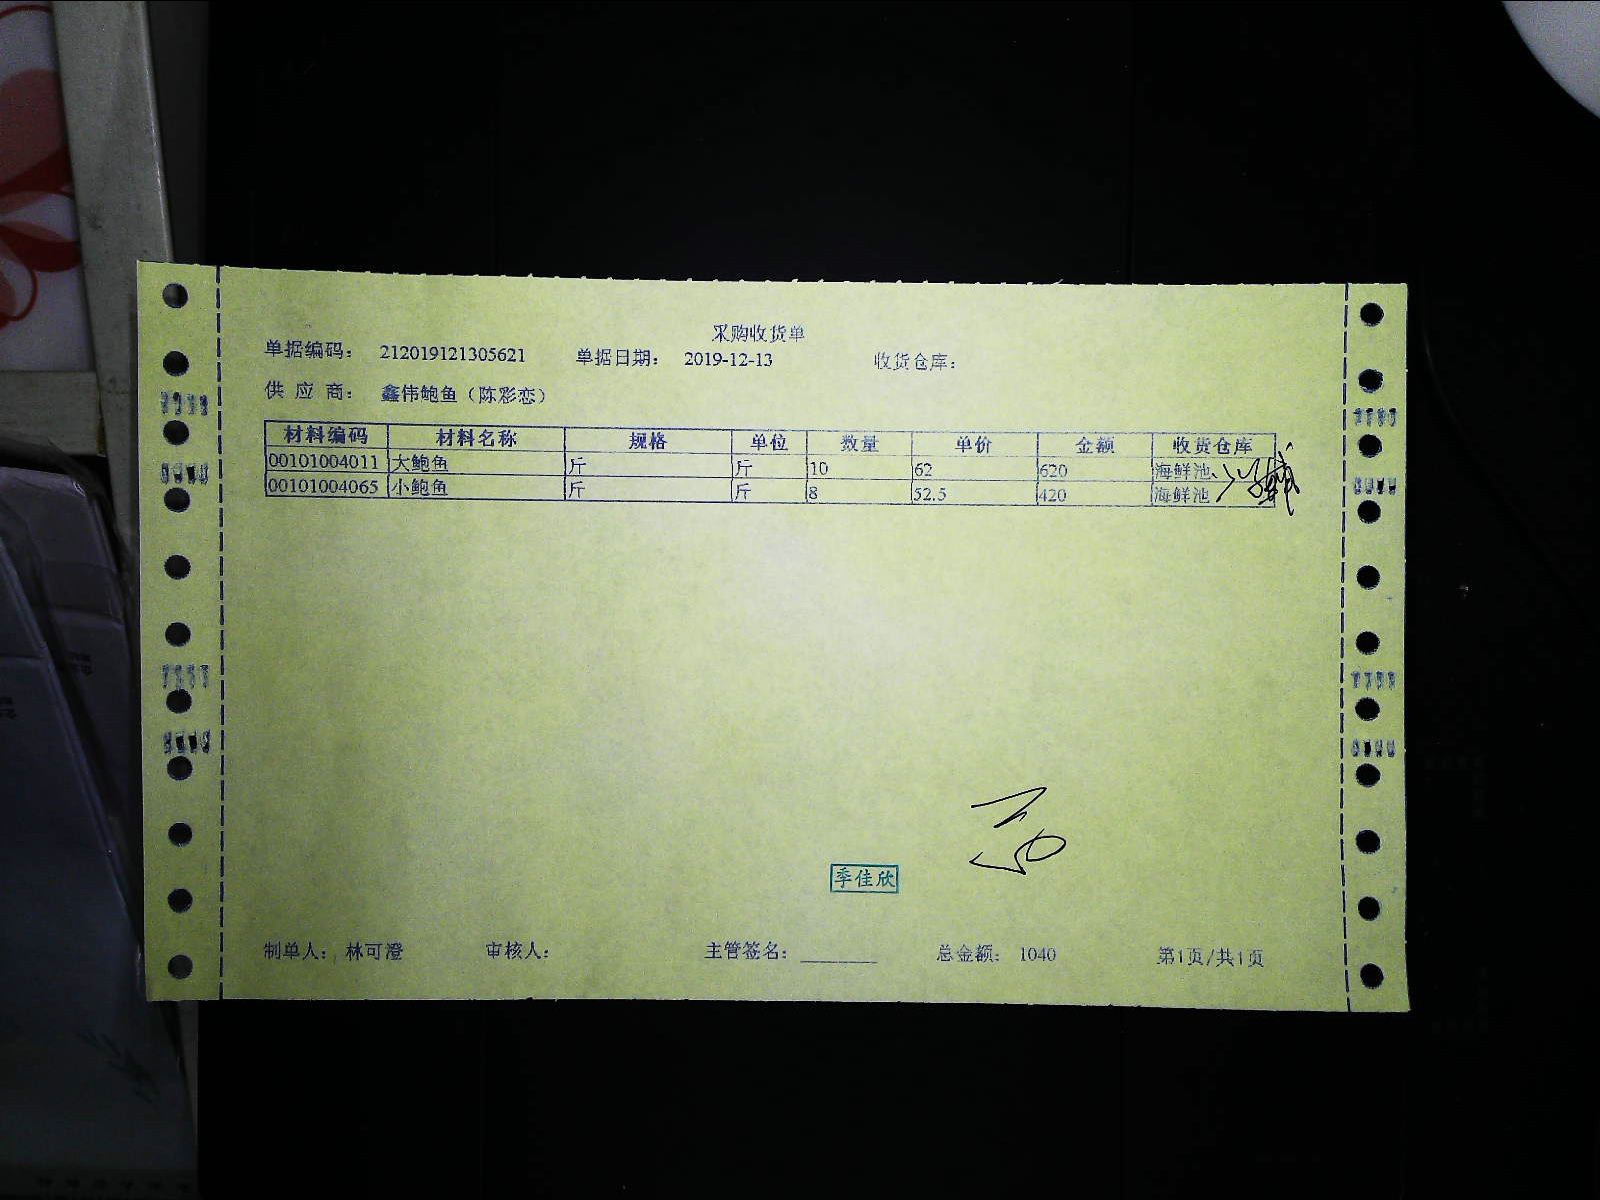 采购收货单
单据编码： 212019121305621 单据日期： 2019-12-13 收货仓库：
供 应 商： 鑫伟鲍鱼（陈彩恋）
材料编码 材料名称 规格 单位 数量 单价 金额 收货仓库
00101004011 大鲍鱼 斤 斤 10 62 620 海鲜池
00101004065 小鲍鱼 斤 斤 8 52.5 420 海鲜池
季佳欣
制单人： 林可澄 审核人： 主管签名： 总金额： 1040 第1页/共1页